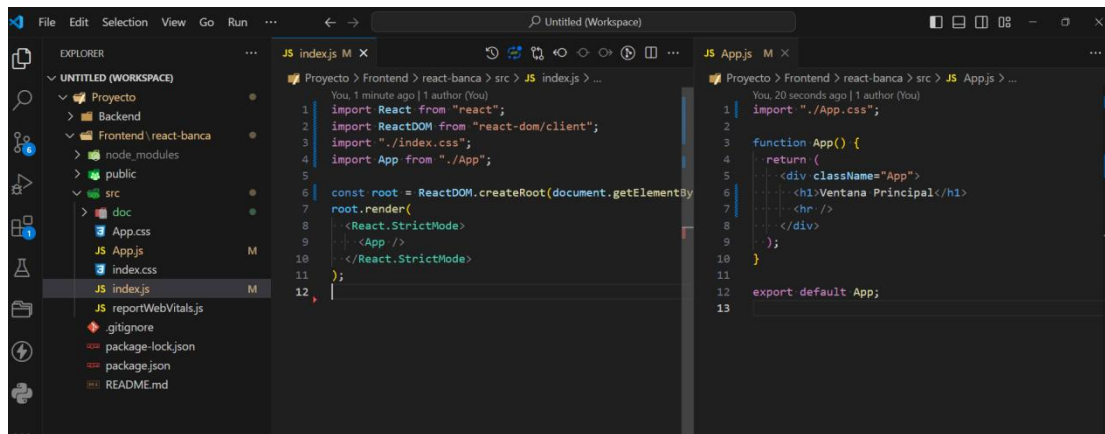 File Edit Selection View Go Run ··· Untitled (Workspace)
EXPLORER ···
UNTITLED (WORKSPACE)
Proyecto
Backend
Frontend\react-banca
node_modules
public
src
doc
App.css
JS App.js M
index.css
JS index.js M
JS reportWebVitals.js
.gitignore
package-lock.json
package.json
README.md
6
1
JS index.js M
Proyecto > Frontend > react-banca > src > JS index.js > ...
You, 1 minute ago | 1 author (You)
1 import React from "react";
2 import ReactDOM from "react-dom/client";
3 import "./index.css";
4 import App from "./App";
5
6 const root = ReactDOM.createRoot(document.getElementBy
7 root.render(
8 <React.StrictMode>
9 <App />
10 </React.StrictMode>
11 );
12
JS App.js M
Proyecto > Frontend > react-banca > src > JS App.js > ...
You, 20 seconds ago | 1 author (You)
1 import "./App.css";
2
3 function App() {
4 return (
5 <div className="App">
6 <h1>Ventana Principal</h1>
7 <hr />
8 </div>
9 );
10 }
11
12 export default App;
13